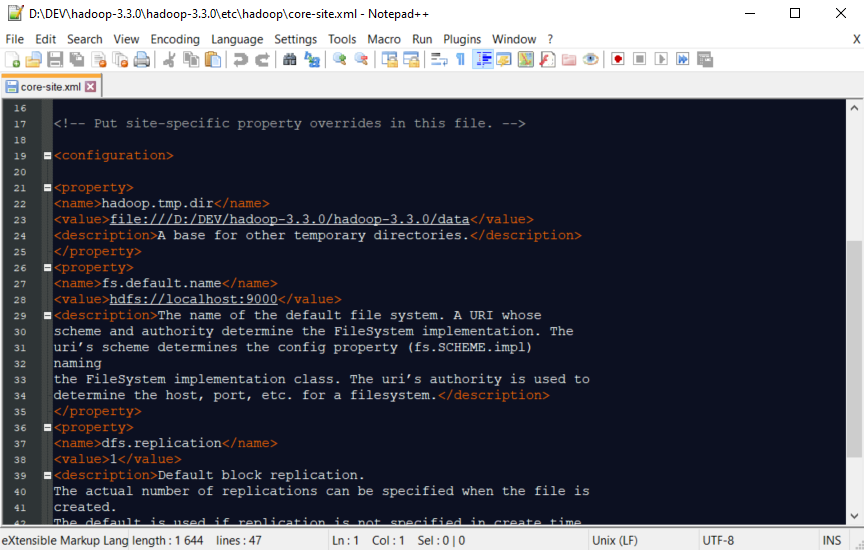 D:\DEV\hadoop-3.3.0\hadoop-3.3.0\etc\hadoop\core-site.xml - Notepad++
File Edit Search View Encoding Language Settings Tools Macro Run Plugins Window ? X
core-site.xml
16
17 <!-- Put site-specific property overrides in this file. -->
18
19 <configuration>
20
21 <property>
22 <name>hadoop.tmp.dir</name>
23 <value>file:///D:/DEV/hadoop-3.3.0/hadoop-3.3.0/data</value>
24 <description>A base for other temporary directories.</description>
25 </property>
26 <property>
27 <name>fs.default.name</name>
28 <value>hdfs://localhost:9000</value>
29 <description>The name of the default file system. A URI whose
30 scheme and authority determine the FileSystem implementation. The
31 uri’s scheme determines the config property (fs.SCHEME.impl)
32 naming
33 the FileSystem implementation class. The uri’s authority is used to
34 determine the host, port, etc. for a filesystem.</description>
35 </property>
36 <property>
37 <name>dfs.replication</name>
38 <value>1</value>
39 <description>Default block replication.
40 The actual number of replications can be specified when the file is
41 created.
42 The default is used if replication is not specified in create time
eXtensible Markup Lang length : 1 644 lines : 47 Ln : 1 Col : 1 Sel : 0 | 0 Unix (LF) UTF-8 INS